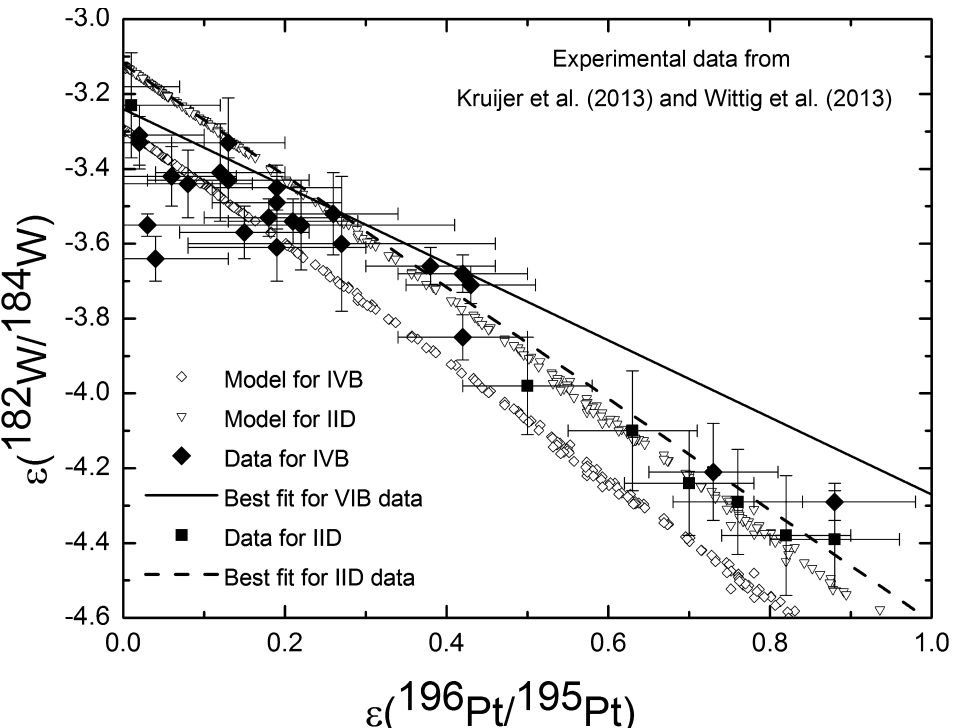 -3.0
-3.2
-3.4
-3.6
-3.8
-4.0
-4.2
-4.4
-4.6
ε(182W/184W)
Experimental data from
Kruijer et al. (2013) and Wittig et al. (2013)
Model for IVB
Model for IID
Data for IVB
Best fit for VIB data
Data for IID
Best fit for IID data
0.0 0.2 0.4 0.6 0.8 1.0
ε(196Pt/195Pt)